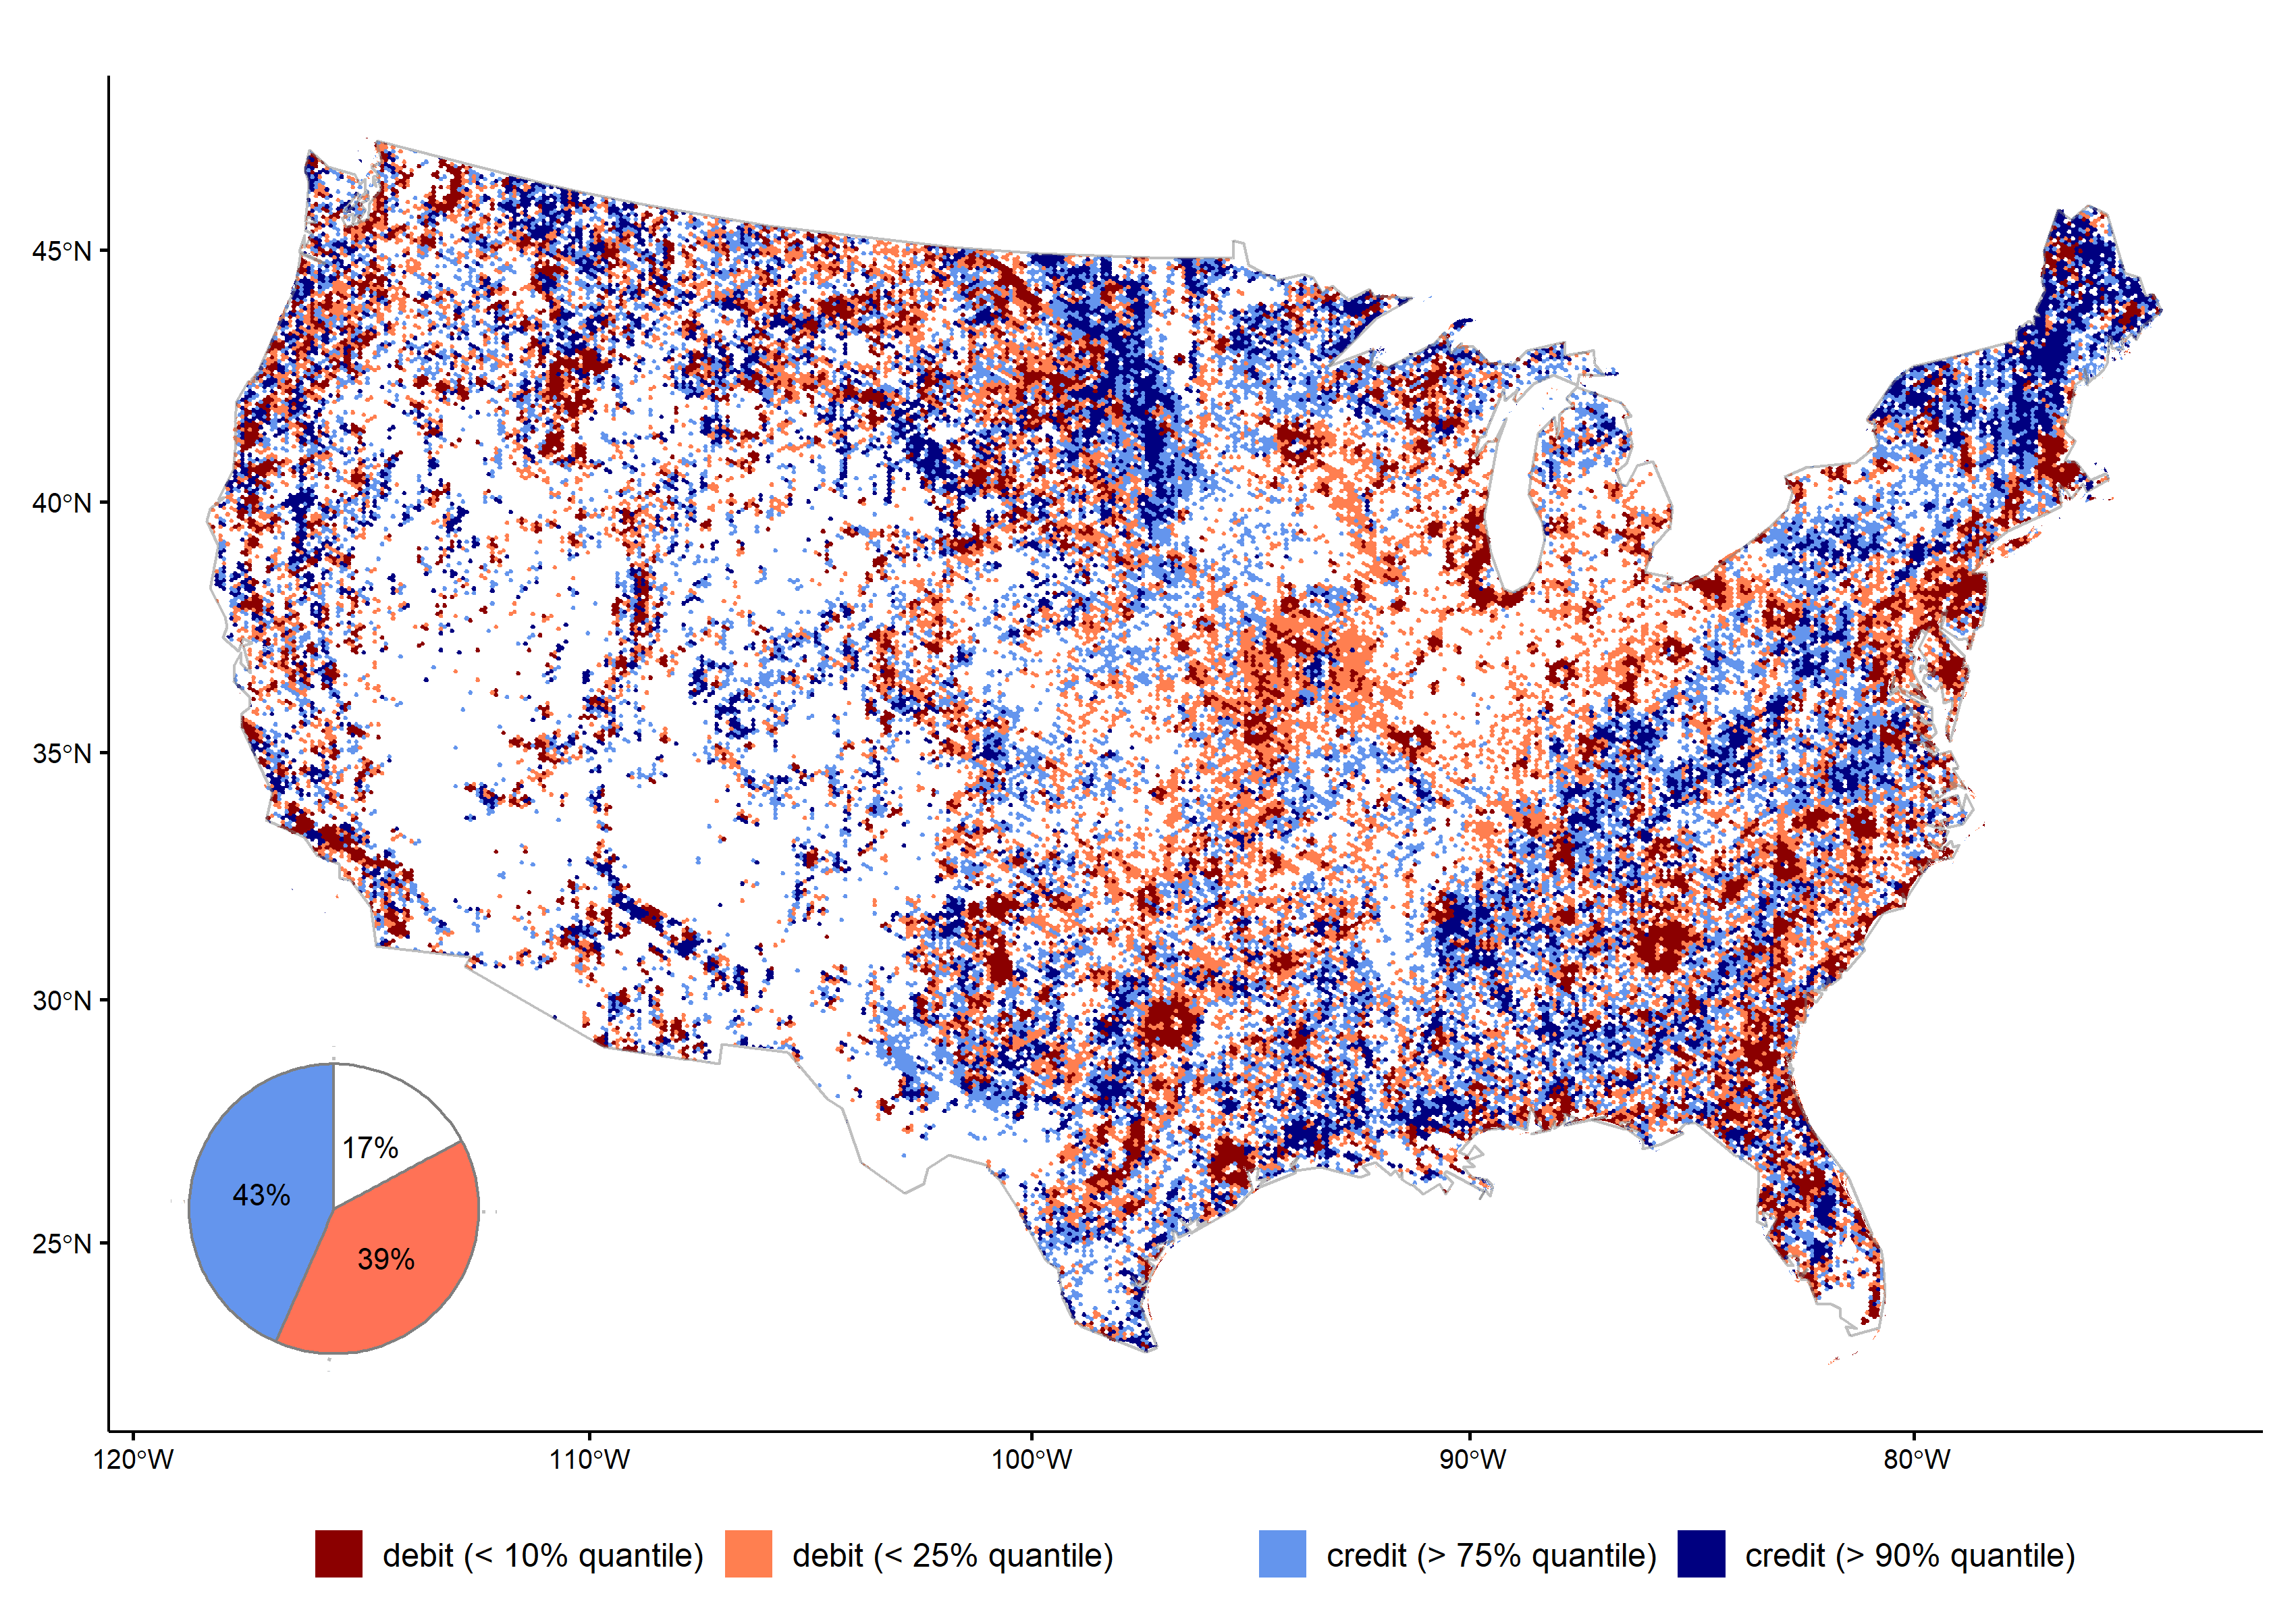 45°N
40°N
35°N
30°N
25°N
17%
43%
39%
120°W 110°W 100°W 90°W 80°W
debit (< 10% quantile) debit (< 25% quantile) credit (> 75% quantile) credit (> 90% quantile)